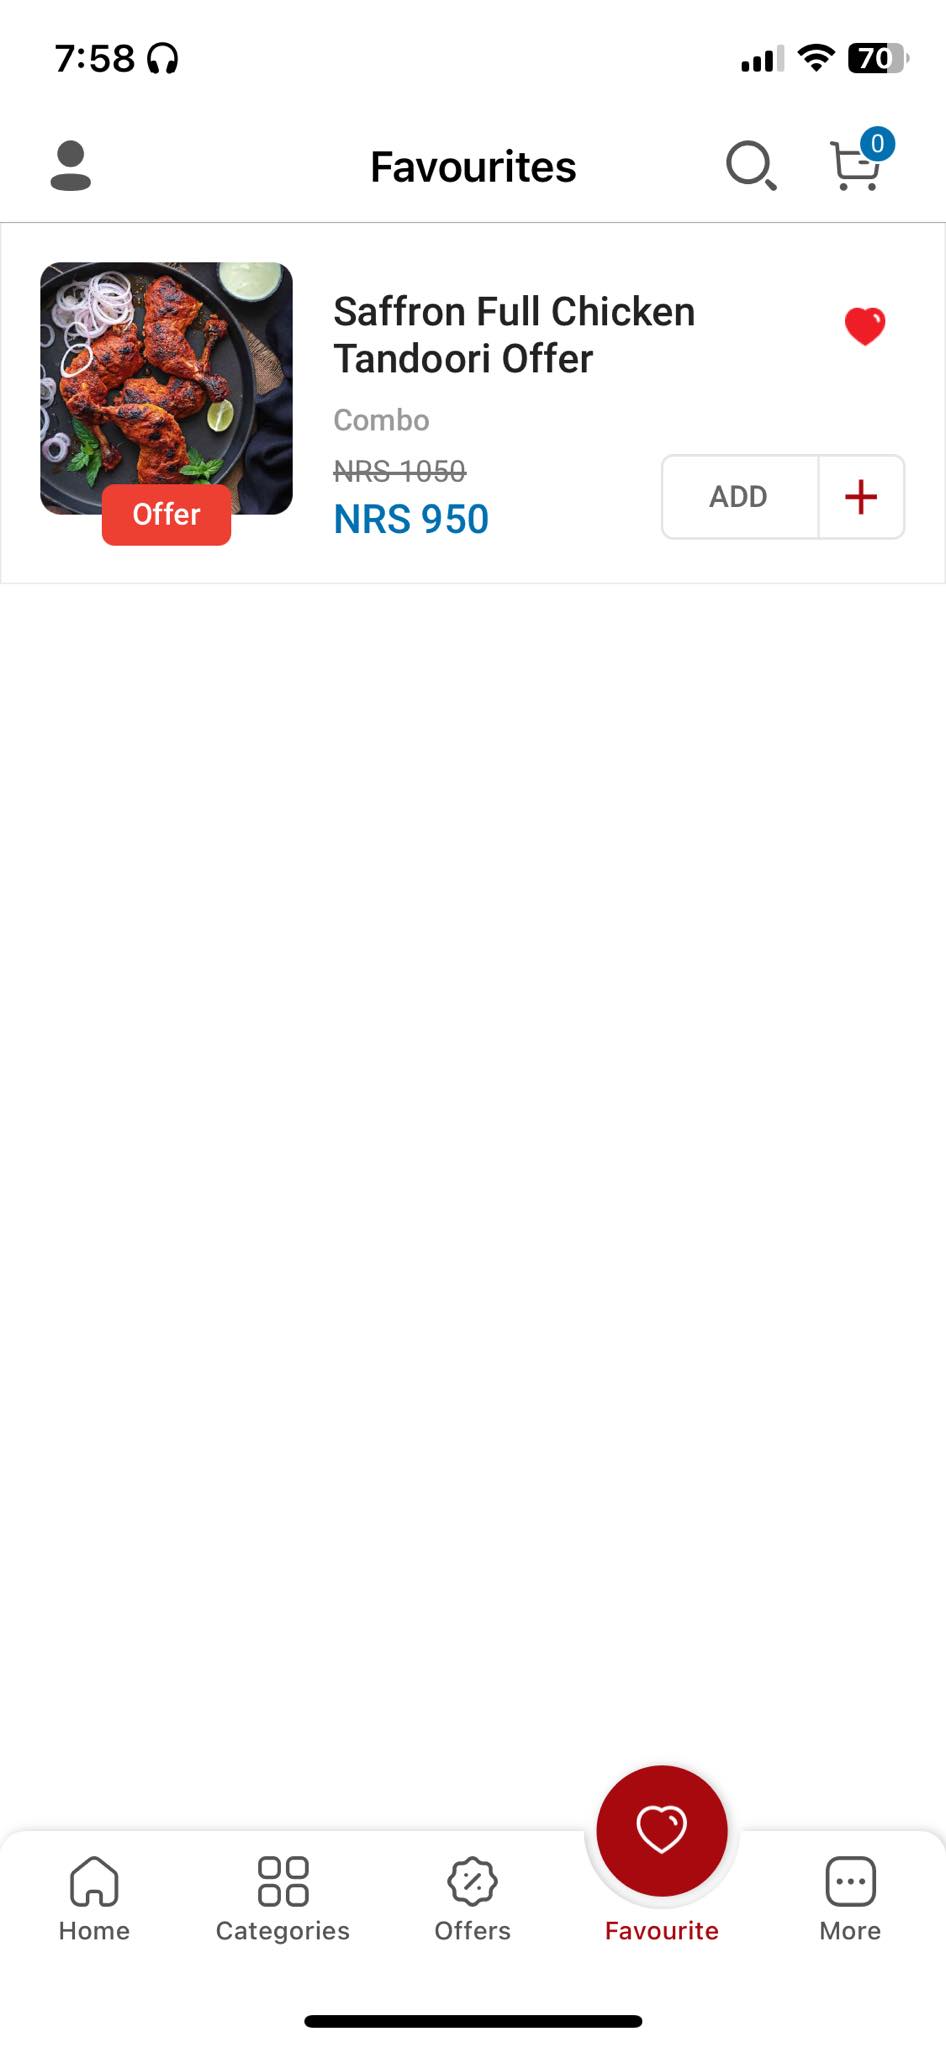 7:58
70
Favourites
0
Saffron Full Chicken
Tandoori Offer
Combo
NRS 1050
NRS 950
ADD
Offer
Home
Categories
Offers
Favourite
More